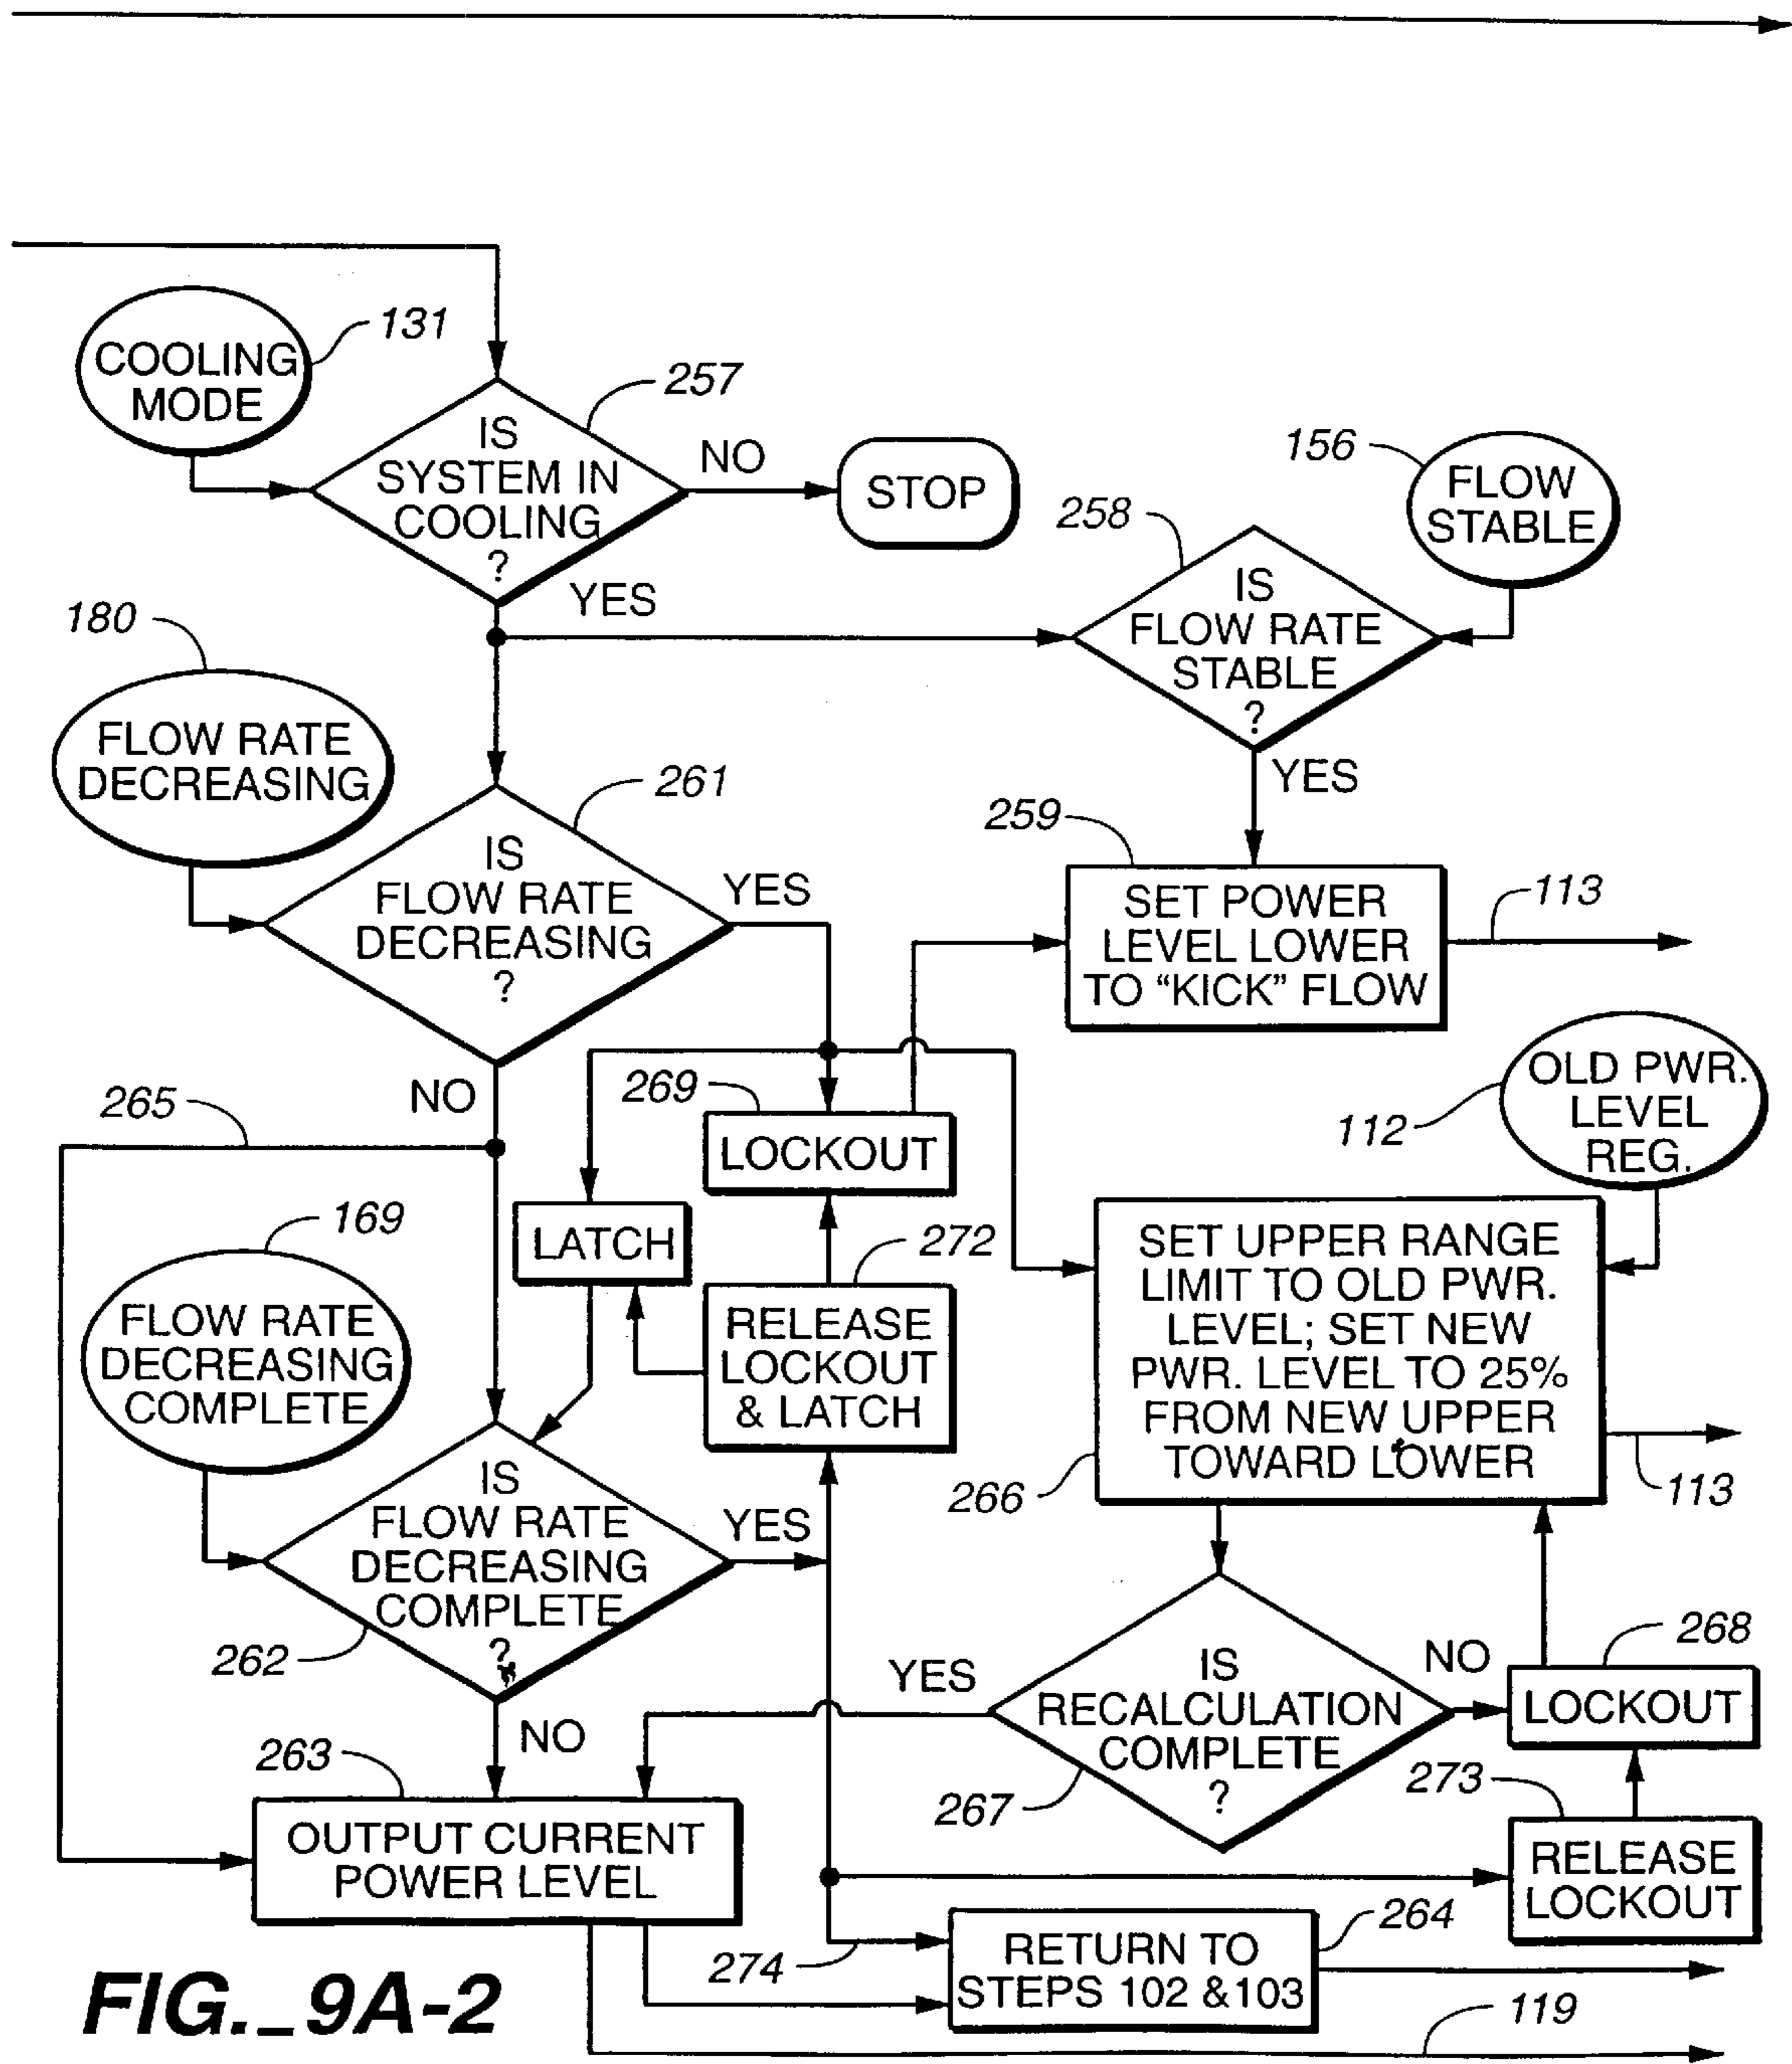 131
COOLING
MODE
257
IS
SYSTEM IN
COOLING
?
NO
STOP
YES
156
FLOW
STABLE
258
IS
FLOW RATE
STABLE
?
YES
180
FLOW RATE
DECREASING
261
IS
FLOW RATE
DECREASING
?
YES
NO
259
SET POWER
LEVEL LOWER
TO “KICK” FLOW
113
265
269
LOCKOUT
OLD PWR.
LEVEL
REG.
112
LATCH
169
FLOW RATE
DECREASING
COMPLETE
272
RELEASE
LOCKOUT
& LATCH
SET UPPER RANGE
LIMIT TO OLD PWR.
LEVEL; SET NEW
PWR. LEVEL TO 25%
FROM NEW UPPER
TOWARD LOWER
266
113
IS
FLOW RATE
DECREASING
COMPLETE
?
YES
262
NO
YES
IS
RECALCULATION
COMPLETE
?
NO
267
268
LOCKOUT
273
RELEASE
LOCKOUT
263
OUTPUT CURRENT
POWER LEVEL
274
264
RETURN TO
STEPS 102 &103
119
FIG._9A-2